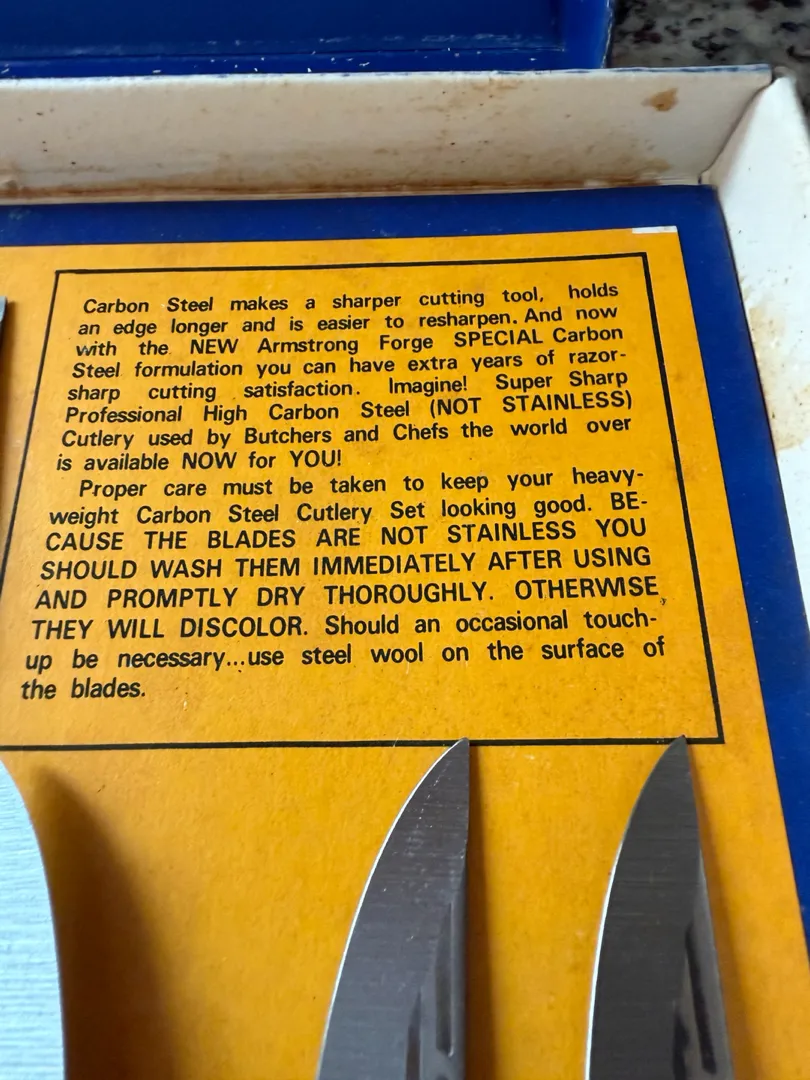 Carbon Steel makes a sharper cutting tool, holds
an edge longer and is easier to resharpen. And now
with the NEW Armstrong Forge SPECIAL Carbon
Steel formulation you can have extra years of razor-
sharp cutting satisfaction. Imagine! Super Sharp
Professional High Carbon Steel (NOT STAINLESS)
Cutlery used by Butchers and Chefs the world over
is available NOW for YOU!
Proper care must be taken to keep your heavy-
weight Carbon Steel Cutlery Set looking good. BE-
CAUSE THE BLADES ARE NOT STAINLESS YOU
SHOULD WASH THEM IMMEDIATELY AFTER USING
AND PROMPTLY DRY THOROUGHLY. OTHERWISE
THEY WILL DISCOLOR. Should an occasional touch-
up be necessary...use steel wool on the surface of
the blades.